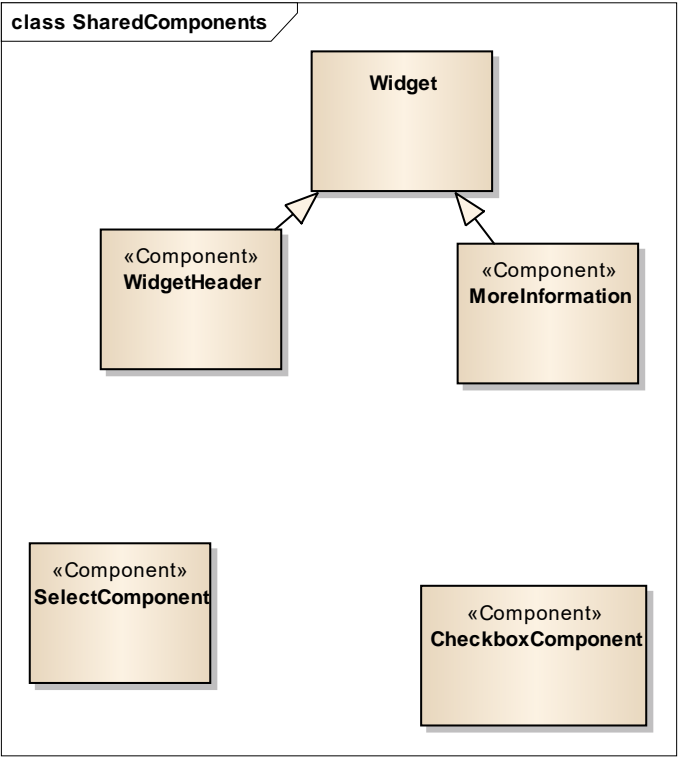 class SharedComponents
Widget
«Component»
WidgetHeader
«Component»
MoreInformation
«Component»
SelectComponent
«Component»
CheckboxComponent